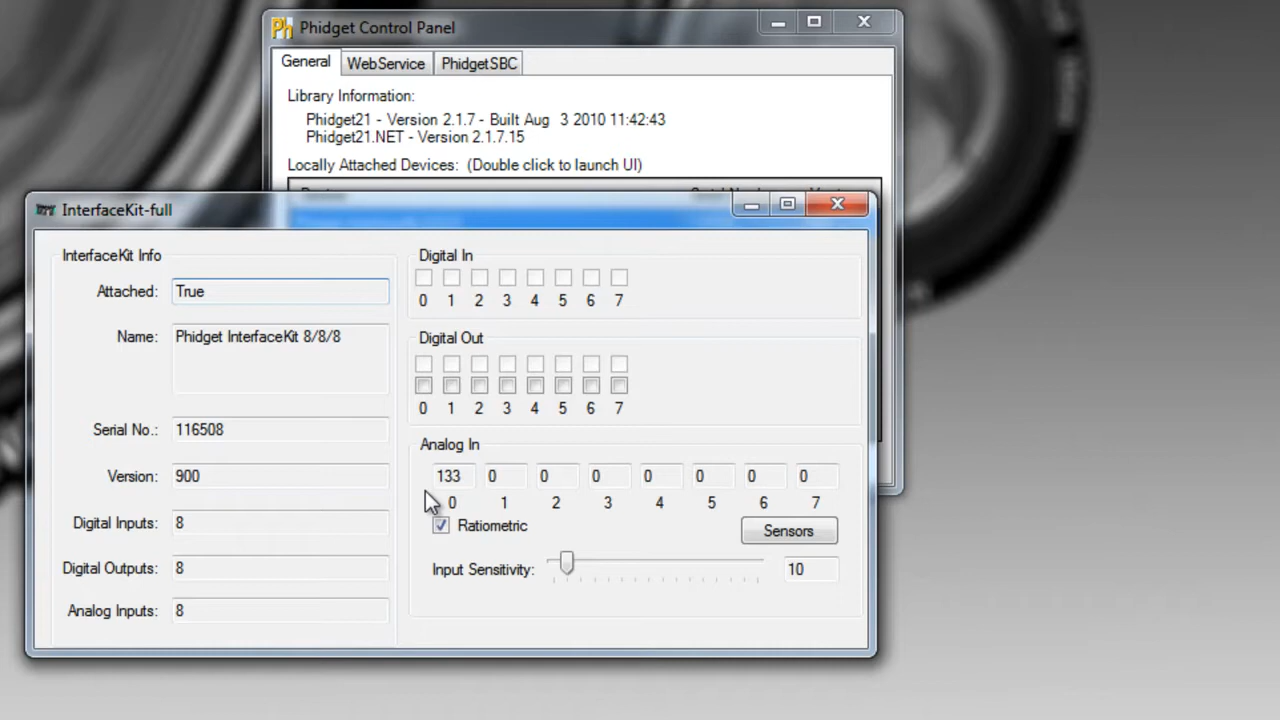 Phidget Control Panel
General WebService PhidgetSBC
Library Information:
Phidget21 - Version 2.1.7 - Built Aug 3 2010 11:42:43
Phidget21.NET - Version 2.1.7.15
Locally Attached Devices: (Double click to launch UI)
InterfaceKit-full
InterfaceKit Info
Attached: True
Name: Phidget InterfaceKit 8/8/8
Serial No.: 116508
Version: 900
Digital Inputs: 8
Digital Outputs: 8
Analog Inputs: 8
Digital In
0 1 2 3 4 5 6 7
Digital Out
0 1 2 3 4 5 6 7
Analog In
133 0 0 0 0 0 0 0
0 1 2 3 4 5 6 7
Ratiometric
Sensors
Input Sensitivity: 10